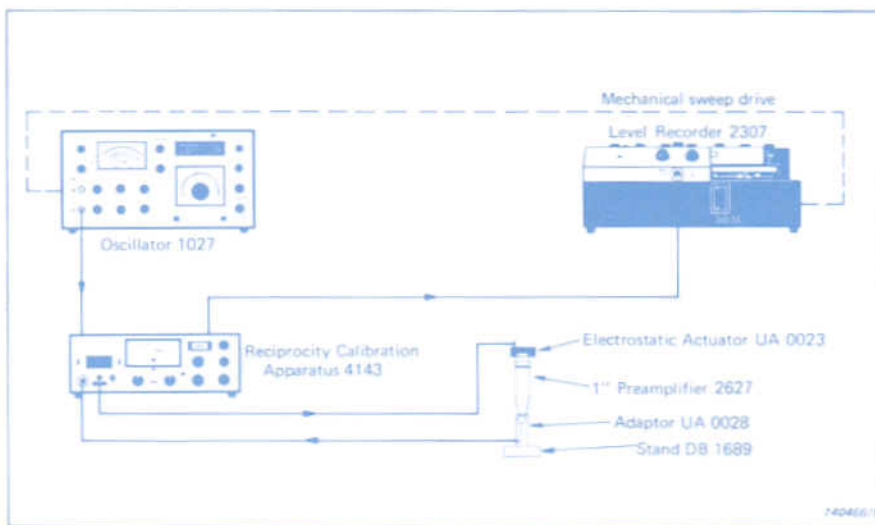 Mechanical sweep drive
Level Recorder 2307
Oscillator 1027
Reciprocity Calibration
Apparatus 4143
Electrostatic Actuator UA 0023
1" Preamplifier 2627
Adaptor UA 0028
Stand DB 1689